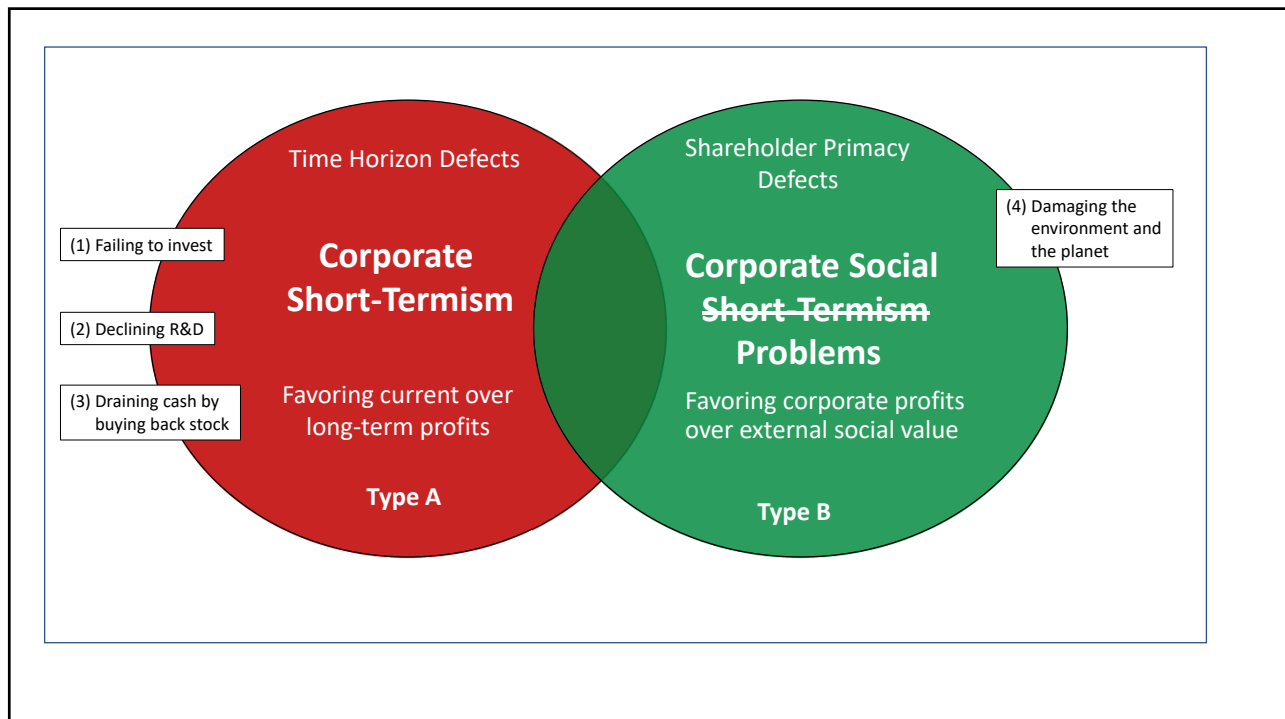 Time Horizon Defects
(1) Failing to invest
Corporate
Short-Termism
(2) Declining R&D
(3) Draining cash by
buying back stock
Favoring current over
long-term profits
Type A
Shareholder Primacy
Defects
(4) Damaging the
environment and
the planet
Corporate Social
Short-Termism
Problems
Favoring corporate profits
over external social value
Type B